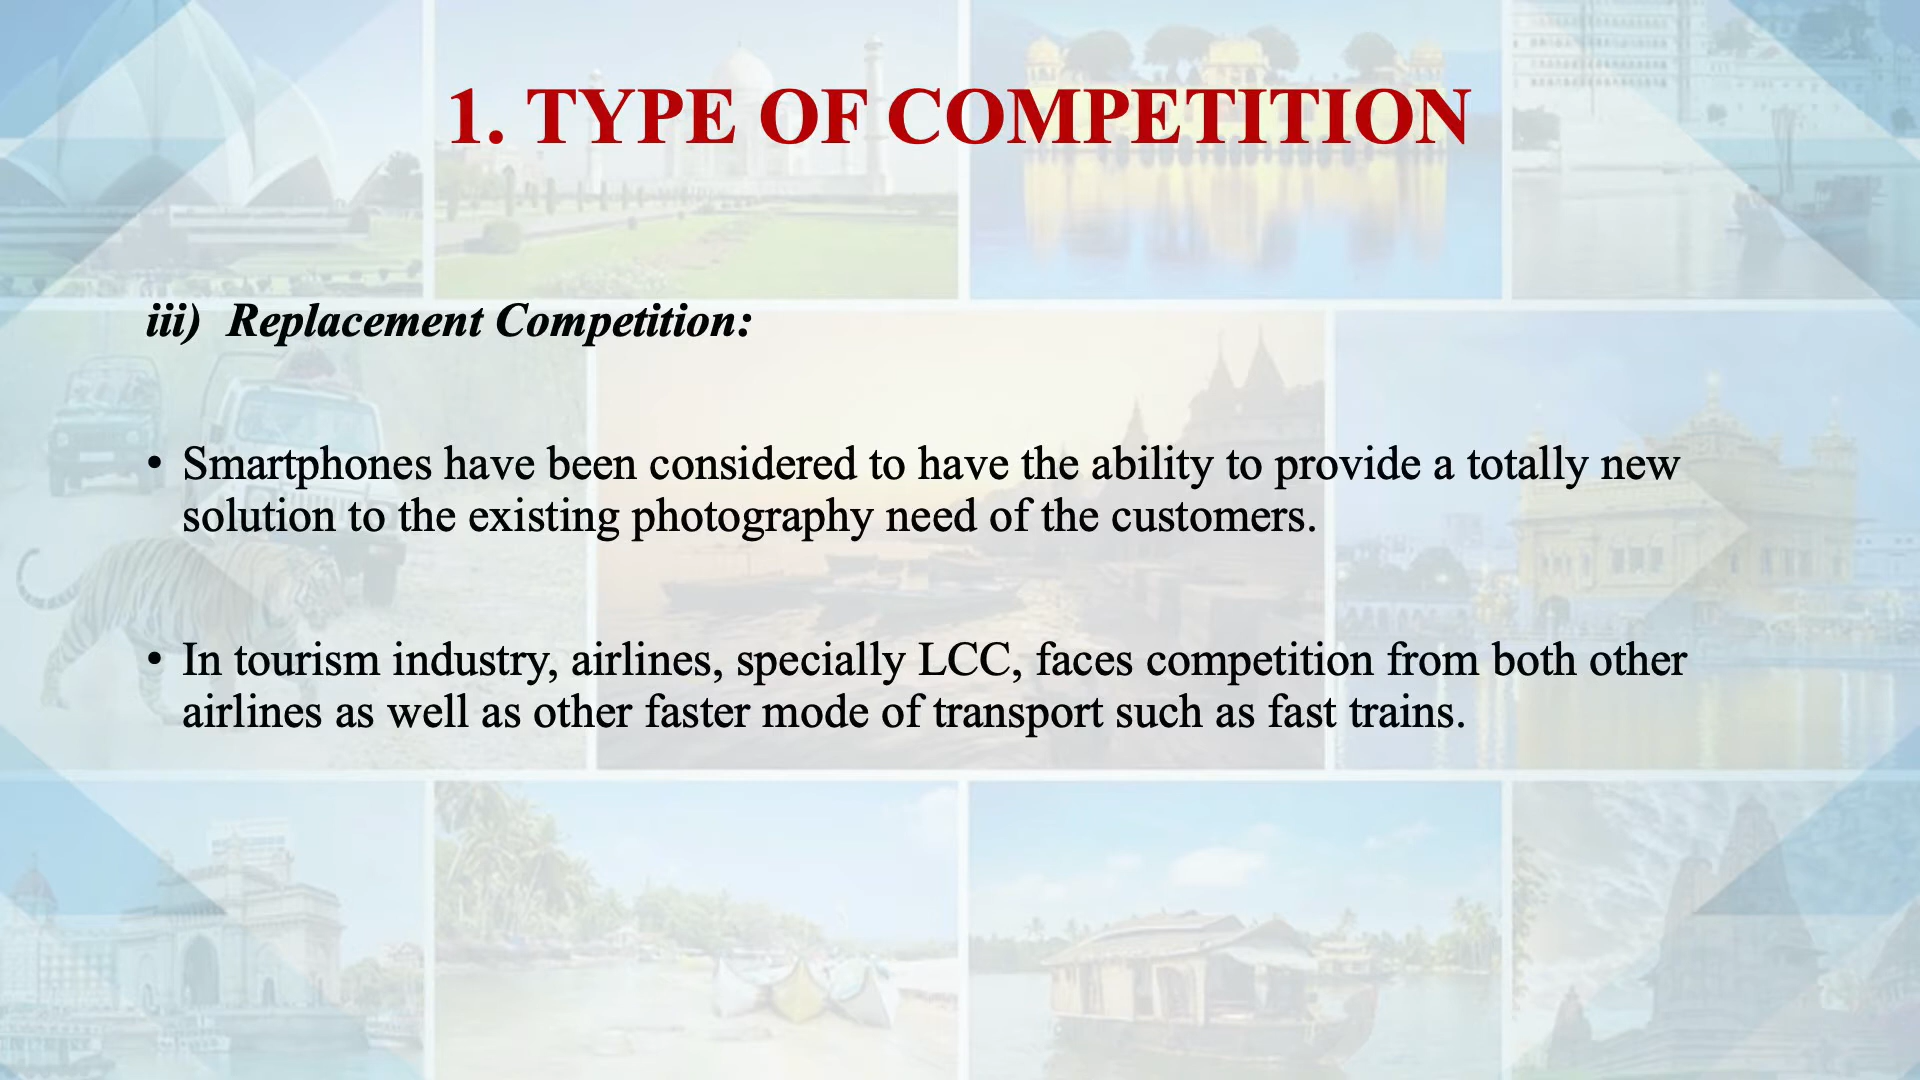 1. TYPE OF COMPETITION
iii) Replacement Competition:
• Smartphones have been considered to have the ability to provide a totally new
solution to the existing photography need of the customers.
• In tourism industry, airlines, specially LCC, faces competition from both other
airlines as well as other faster mode of transport such as fast trains.